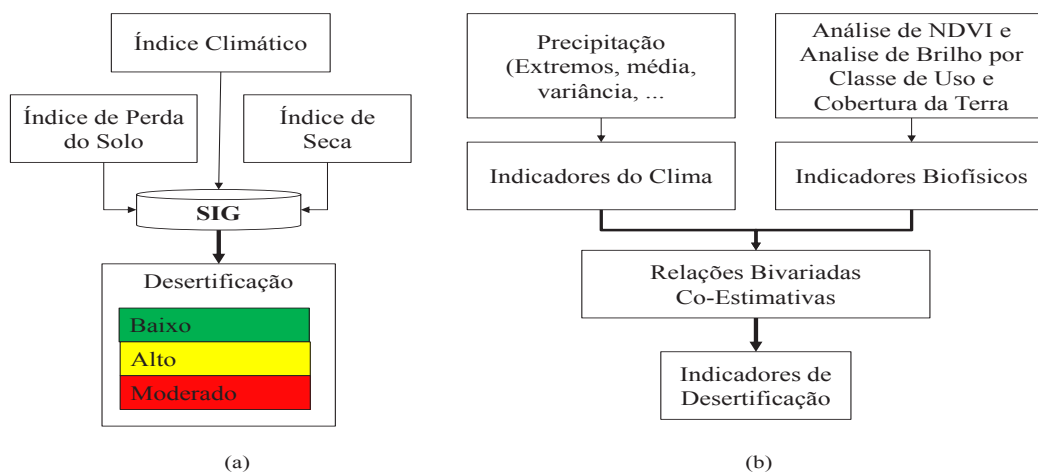 Índice Climático
Índice de Perda
do Solo
Índice de
Seca
SIG
Desertificação
Baixo
Alto
Moderado
(a)
Precipitação
(Extremos, média,
variância, ...
Análise de NDVI e
Analise de Brilho por
Classe de Uso e
Cobertura da Terra
Indicadores do Clima
Indicadores Biofísicos
Relações Bivariadas
Co-Estimativas
Indicadores de
Desertificação
(b)